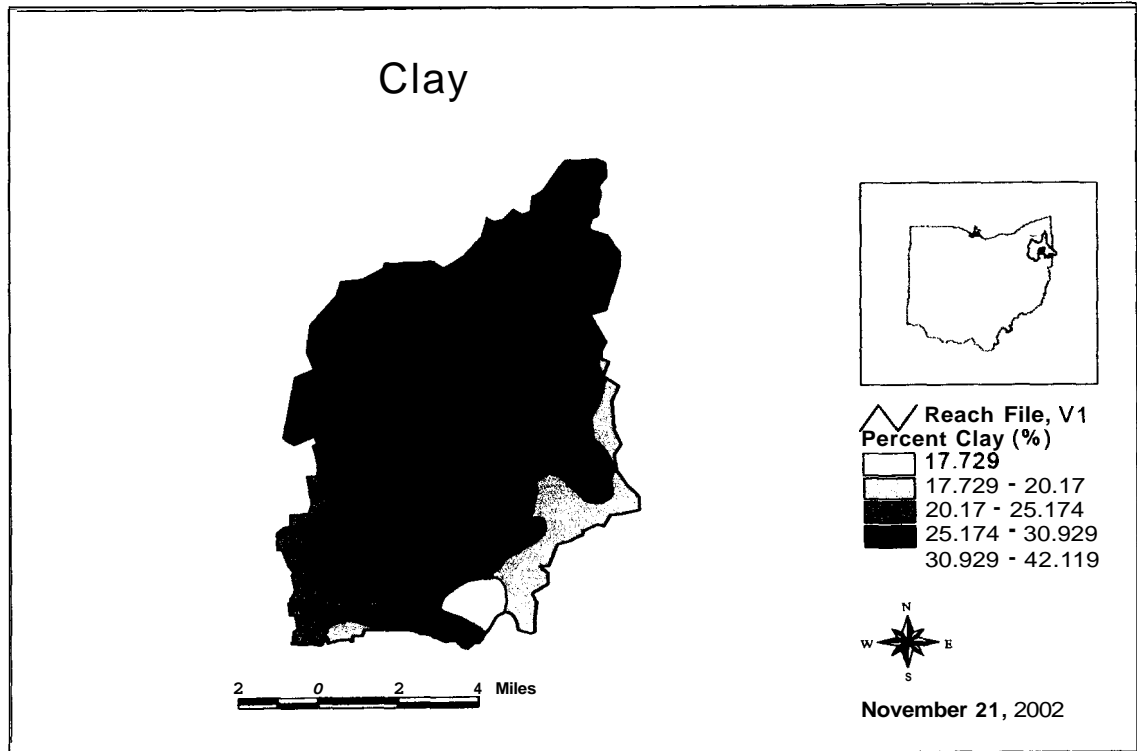 Clay
Reach File, V1
Percent Clay (%)
17.729
17.729 - 20.17
20.17 - 25.174
25.174 - 30.929
30.929 - 42.119
N
W E
S
2 0 2 4 Miles
November 21, 2002